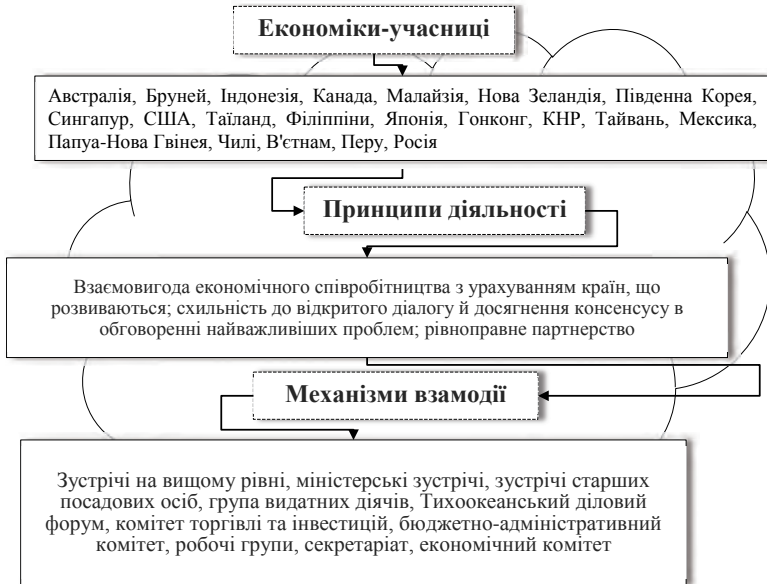 Економіки-учасниці
Австралія, Бруней, Індонезія, Канада, Малайзія, Нова Зеландія, Південна Корея,
Сингапур, США, Таїланд, Філіппіни, Японія, Гонконг, КНР, Тайвань, Мексика,
Папуа-Нова Гвінея, Чилі, В'єтнам, Перу, Росія
Принципи діяльності
Взаємовигода економічного співробітництва з урахуванням країн, що
розвиваються; схильність до відкритого діалогу й досягнення консенсусу в
обговоренні найважливіших проблем; рівноправне партнерство
Механізми взамодії
Зустрічі на вищому рівні, міністерські зустрічі, зустрічі старших
посадових осіб, група видатних діячів, Тихоокеанський діловий
форум, комітет торгівлі та інвестицій, бюджетно-адміністративний
комітет, робочі групи, секретаріат, економічний комітет